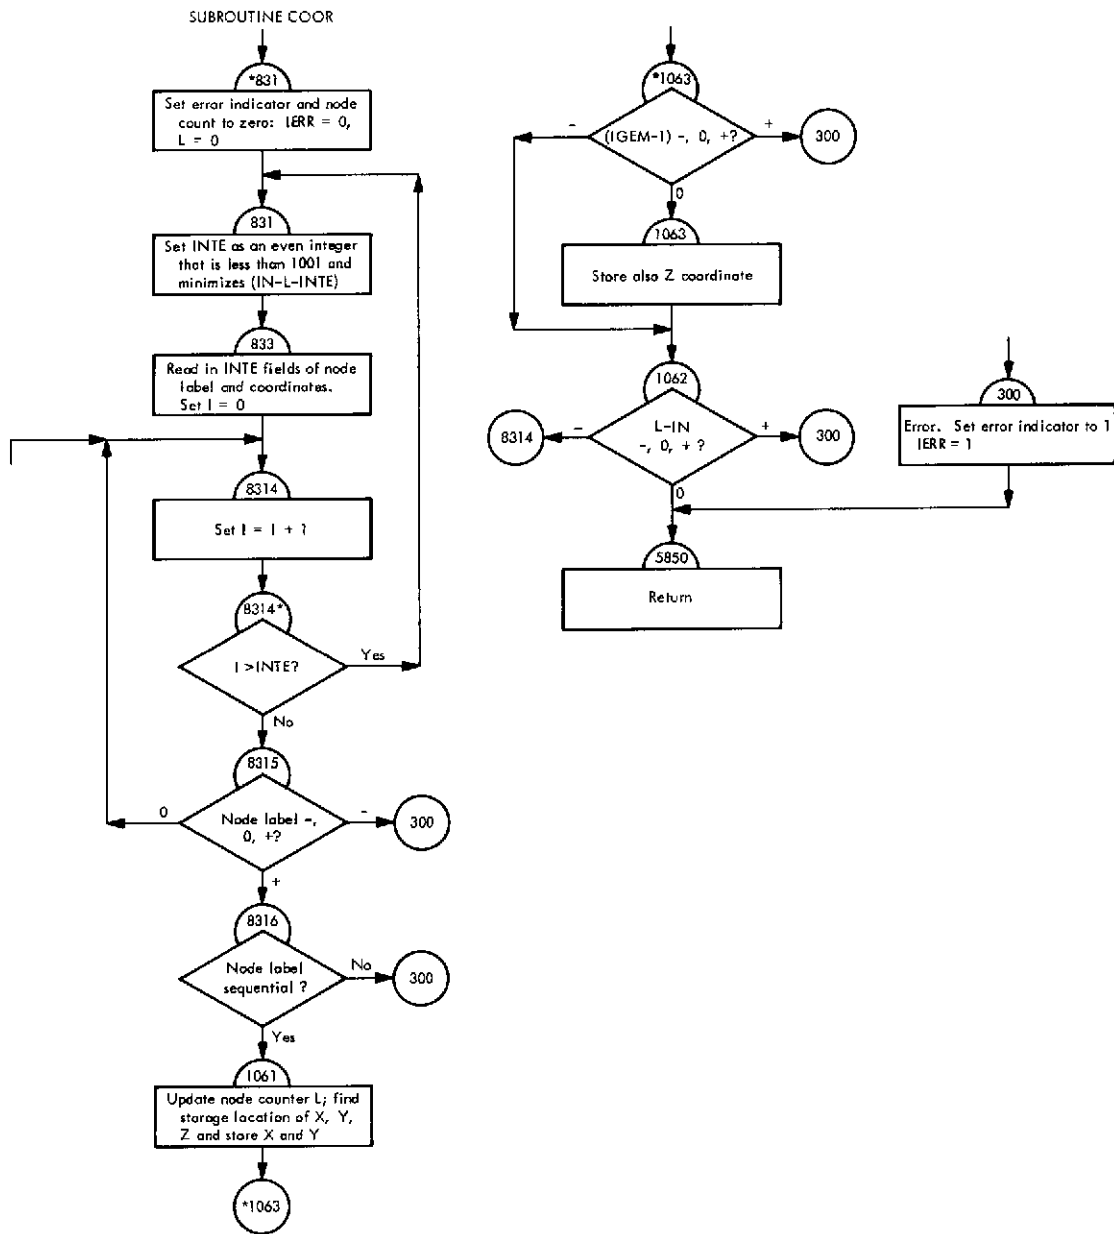 SUBROUTINE COOR
*831
Set error indicator and node
count to zero: IERR = 0,
L = 0
831
Set INTE as an even integer
that is less than 1001 and
minimizes (IN-L-INTE)
833
Read in INTE fields of node
label and coordinates.
Set I = 0
8314
Set I = I + 1
8314*
I >INTE?
Yes
No
8315
Node label -,
0, +?
0
-
300
+
8316
Node label
sequential ?
No
300
Yes
1061
Update node counter L; find
storage location of X, Y,
Z and store X and Y
*1063
*1063
(IGEM-1) -, 0, +?
-
+
300
0
1063
Store also Z coordinate
1062
L-IN
-, 0, + ?
-
8314
+
300
0
5850
Return
300
Error. Set error indicator to 1
IERR = 1